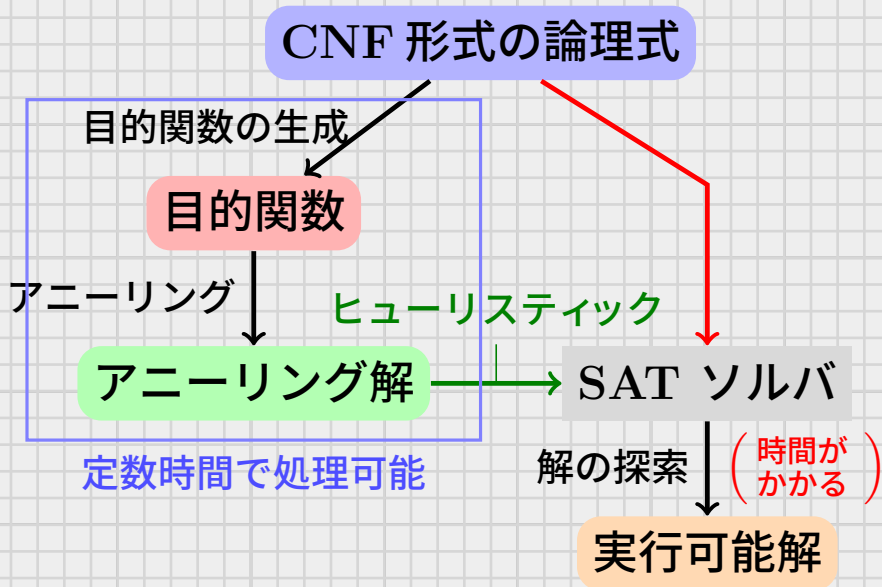 CNF 形式の論理式
目的関数の生成
目的関数
アニーリング
ヒューリスティック
アニーリング解
SAT ソルバ
定数時間で処理可能
解の探索
(時間が
かかる)
実行可能解